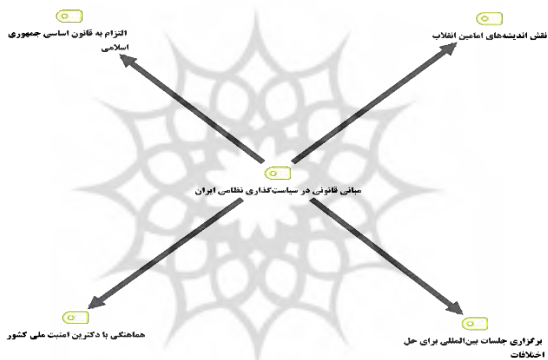 نقش اندیشه‌های امامین انقلاب
التزام به قانون اساسی جمهوری
اسلامی
مبانی قانونی در سیاست‌گذاری نظامی ایران
برگزاری جلسات بین‌المللی برای حل
اختلافات
هماهنگی با دکترین امنیت ملی کشور